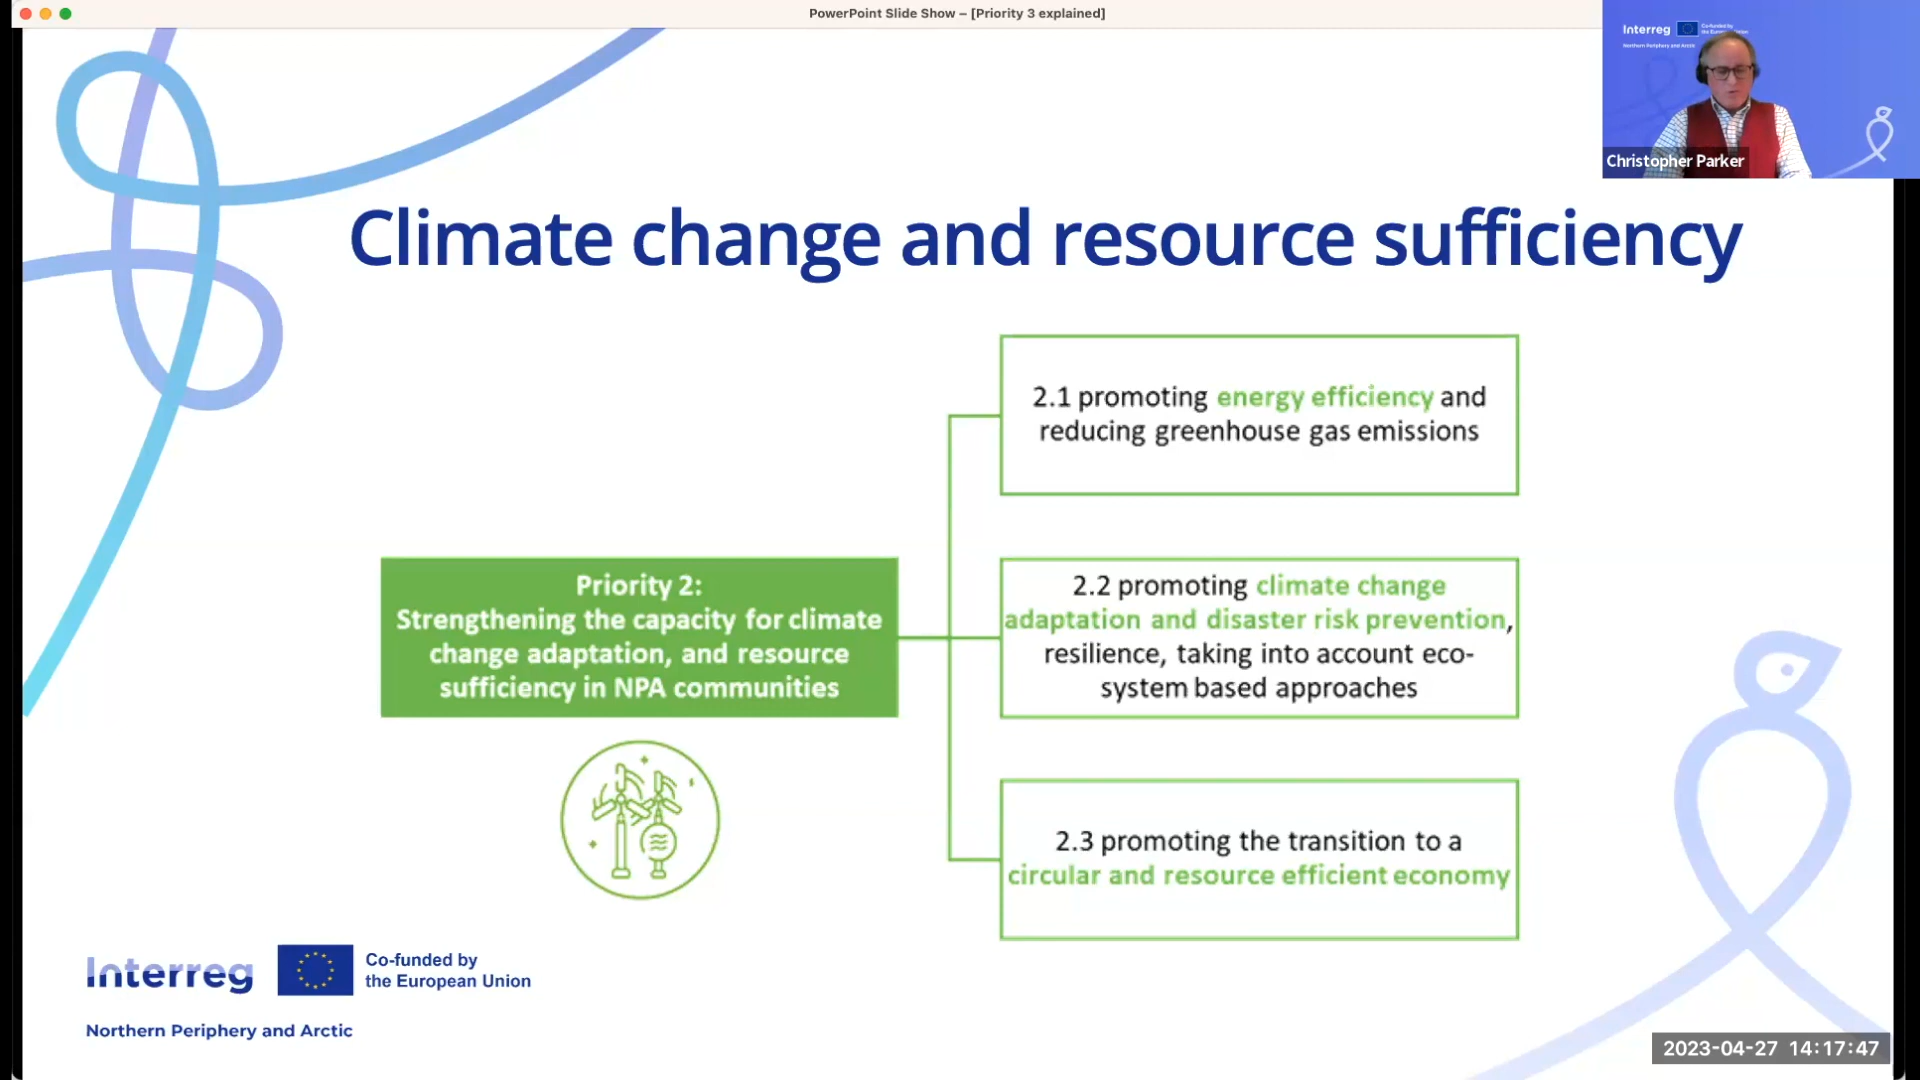 PowerPoint Slide Show – [Priority 3 explained]
Interreg
Northern Periphery and Arctic
Christopher Parker
Climate change and resource sufficiency
2.1 promoting energy efficiency and
reducing greenhouse gas emissions
Priority 2:
Strengthening the capacity for climate
change adaptation, and resource
sufficiency in NPA communities
2.2 promoting climate change
adaptation and disaster risk prevention,
resilience, taking into account eco-
system based approaches
2.3 promoting the transition to a
circular and resource efficient economy
Interreg
Co-funded by
the European Union
Northern Periphery and Arctic
2023-04-27 14:17:47